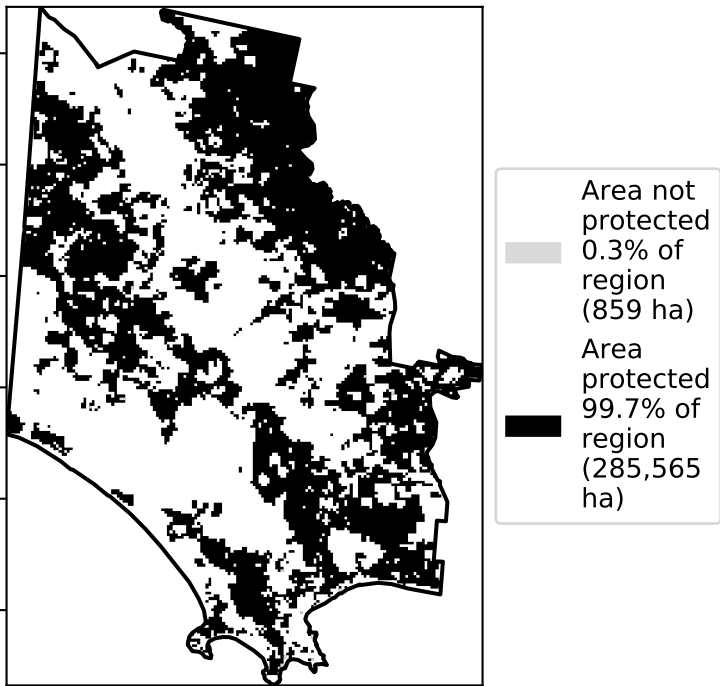 Area not
protected
0.3% of
region
(859 ha)
Area
protected
99.7% of
region
(285,565
ha)